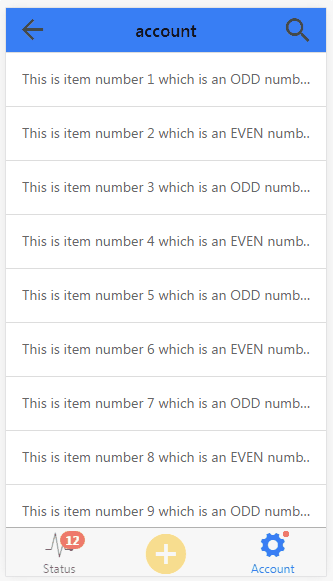 account
This is item number 1 which is an ODD numb...
This is item number 2 which is an EVEN numb..
This is item number 3 which is an ODD numb...
This is item number 4 which is an EVEN numb..
This is item number 5 which is an ODD numb...
This is item number 6 which is an EVEN numb..
This is item number 7 which is an ODD numb...
This is item number 8 which is an EVEN numb..
This is item number 9 which is an ODD numb...
12
Status
Account